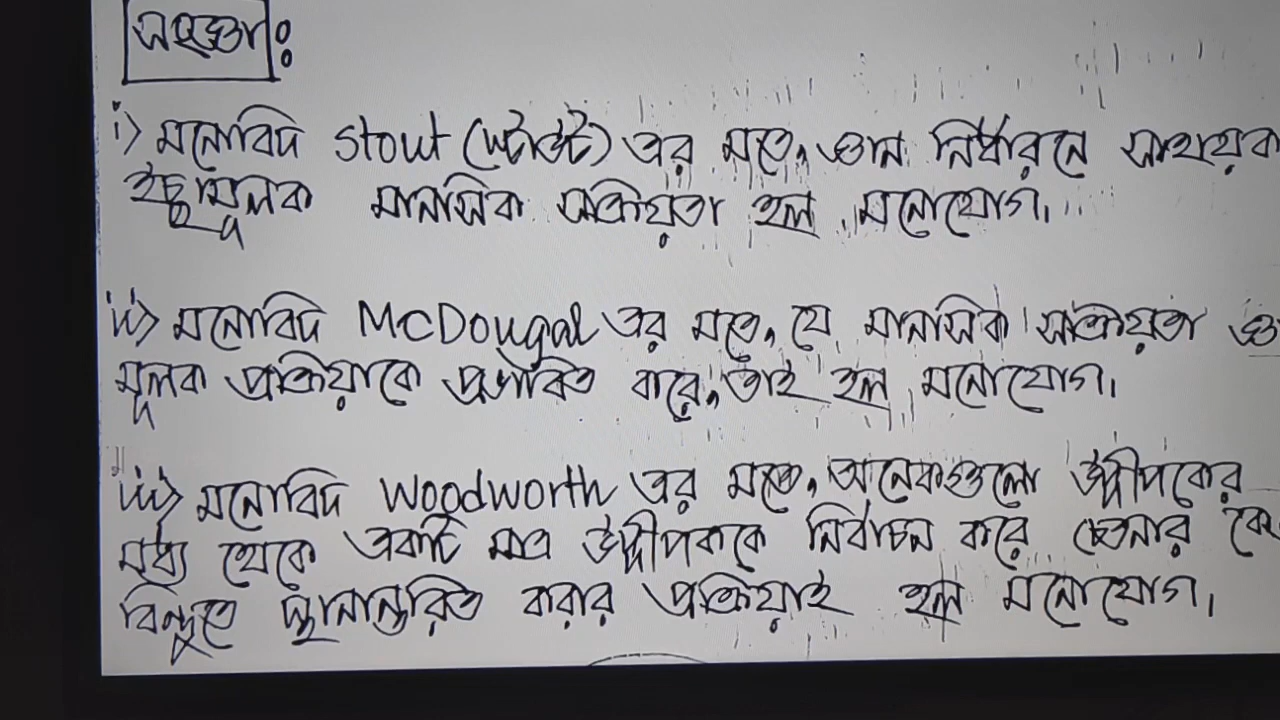 সংজ্ঞা:
i) মনোবিদ Stout (স্টাউট) এর মতে, জ্ঞান নির্ধারনে সাহায্যক
ইচ্ছামূলক মানসিক সক্রিয়তা হল মনোযোগ।
ii) মনোবিদ McDougal এর মতে, যে মানসিক সক্রিয়তা
মূলক প্রক্রিয়াকে প্রভাবিত করে, তাই হল মনোযোগ।
iii) মনোবিদ Woodworth এর মতে, অনেকগুলো উদ্দীপকের
মধ্য থেকে একটি মাত্র উদ্দীপককে নির্বাচন করে চেতনার
বিন্দুতে স্থানান্তরিত করার প্রক্রিয়াই হল মনোযোগ।